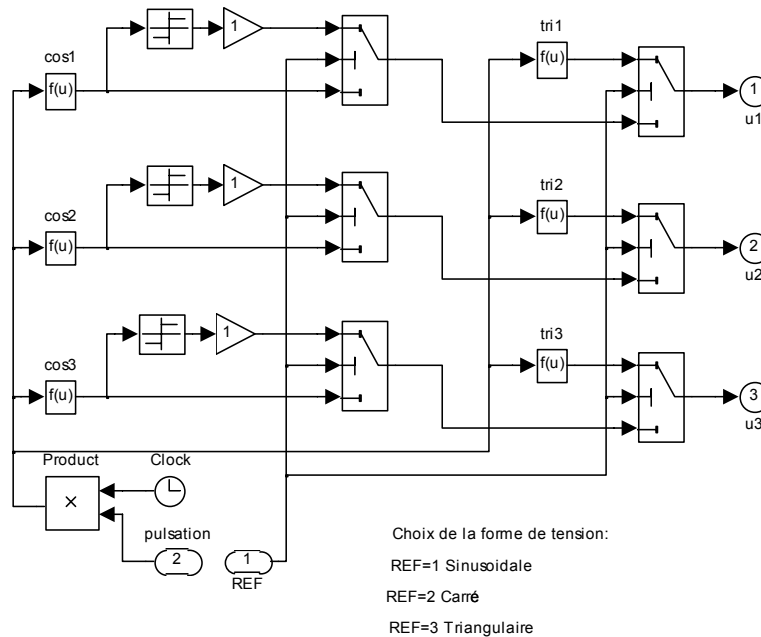 1
cos1
f(u)
tri1
f(u)
1
u1
1
cos2
f(u)
tri2
f(u)
2
u2
1
cos3
f(u)
tri3
f(u)
3
u3
Product
×
Clock
pulsation
2
1
REF
Choix de la forme de tension:
REF=1 Sinusoidale
REF=2 Carré
REF=3 Triangulaire